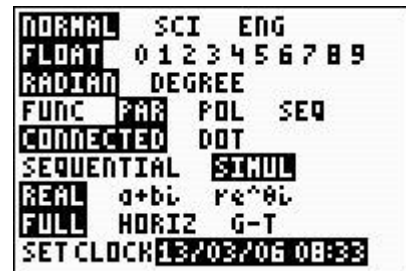 NORMAL SCI ENG
FLOAT 0 1 2 3 4 5 6 7 8 9
RADIAN DEGREE
FUNC PAR POL SEQ
CONNECTED DOT
SEQUENTIAL SIMUL
REAL a+bi re^θi
FULL HORIZ G-T
SET CLOCK 13/03/06 08:33